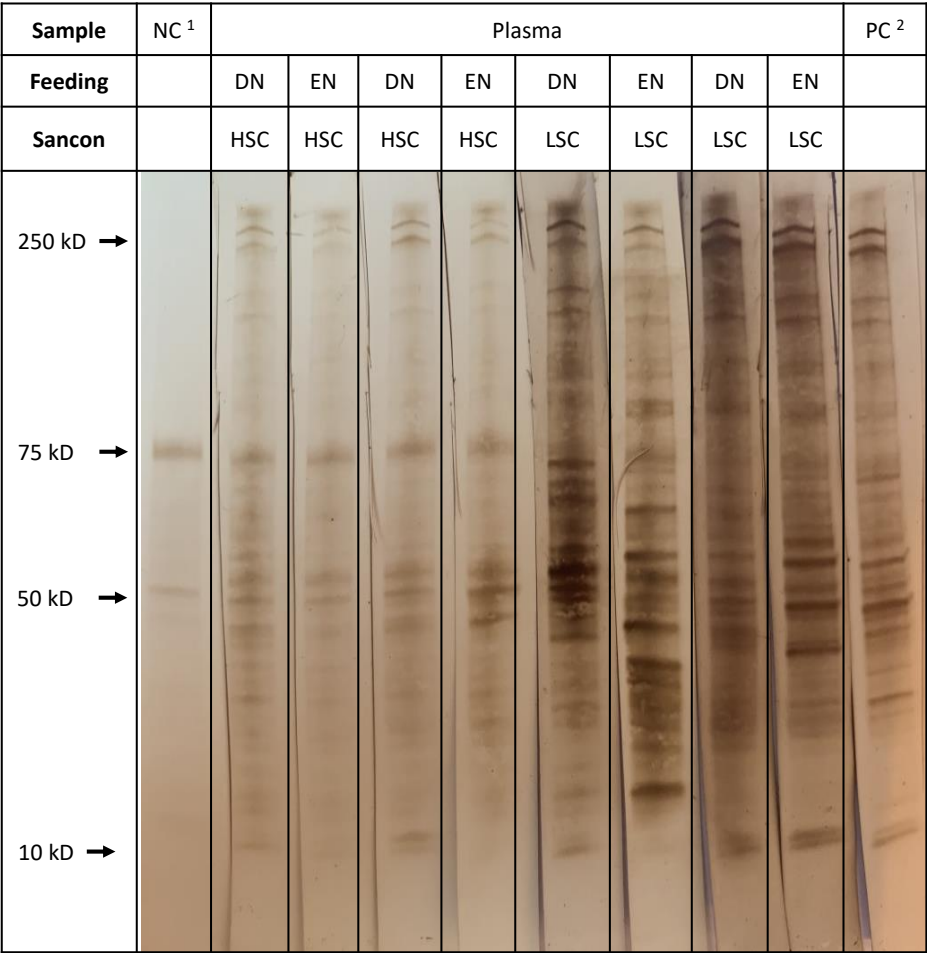 Sample NC 1 Plasma PC 2
Feeding DN EN DN EN DN EN DN EN
Sancon HSC HSC HSC HSC LSC LSC LSC LSC
250 kD
75 kD
50 kD
10 kD